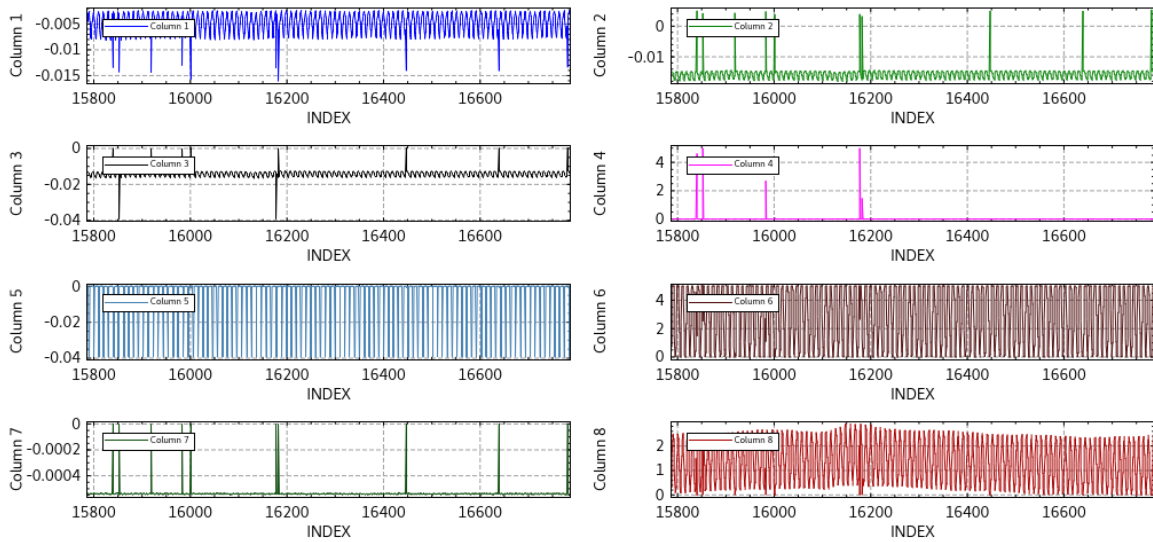 Column 1
-0.005
-0.01
-0.015
Column 1
15800 16000 16200 16400 16600
INDEX
Column 2
0
-0.01
Column 2
15800 16000 16200 16400 16600
INDEX
Column 3
0
-0.02
-0.04
Column 3
15800 16000 16200 16400 16600
INDEX
Column 4
4
2
0
Column 4
15800 16000 16200 16400 16600
INDEX
Column 5
0
-0.02
-0.04
Column 5
15800 16000 16200 16400 16600
INDEX
Column 6
4
2
0
Column 6
15800 16000 16200 16400 16600
INDEX
Column 7
0
-0.0002
-0.0004
Column 7
15800 16000 16200 16400 16600
INDEX
Column 8
2
1
0
Column 8
15800 16000 16200 16400 16600
INDEX